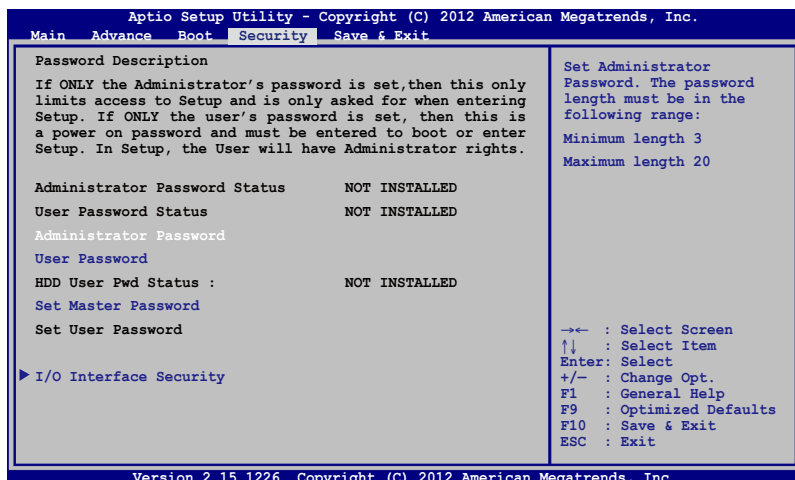 Aptio Setup Utility - Copyright (C) 2012 American Megatrends, Inc.
Main Advance Boot Security Save & Exit
Password Description
If ONLY the Administrator's password is set,then this only
limits access to Setup and is only asked for when entering
Setup. If ONLY the user's password is set, then this is
a power on password and must be entered to boot or enter
Setup. In Setup, the User will have Administrator rights.
Administrator Password Status NOT INSTALLED
User Password Status NOT INSTALLED
Administrator Password
User Password
HDD User Pwd Status : NOT INSTALLED
Set Master Password
Set User Password
I/O Interface Security
Set Administrator
Password. The password
length must be in the
following range:
Minimum length 3
Maximum length 20
→← : Select Screen
↑↓ : Select Item
Enter: Select
+/— : Change Opt.
F1 : General Help
F9 : Optimized Defaults
F10 : Save & Exit
ESC : Exit
Version 2.15.1226. Copyright (C) 2012 American Megatrends, Inc.